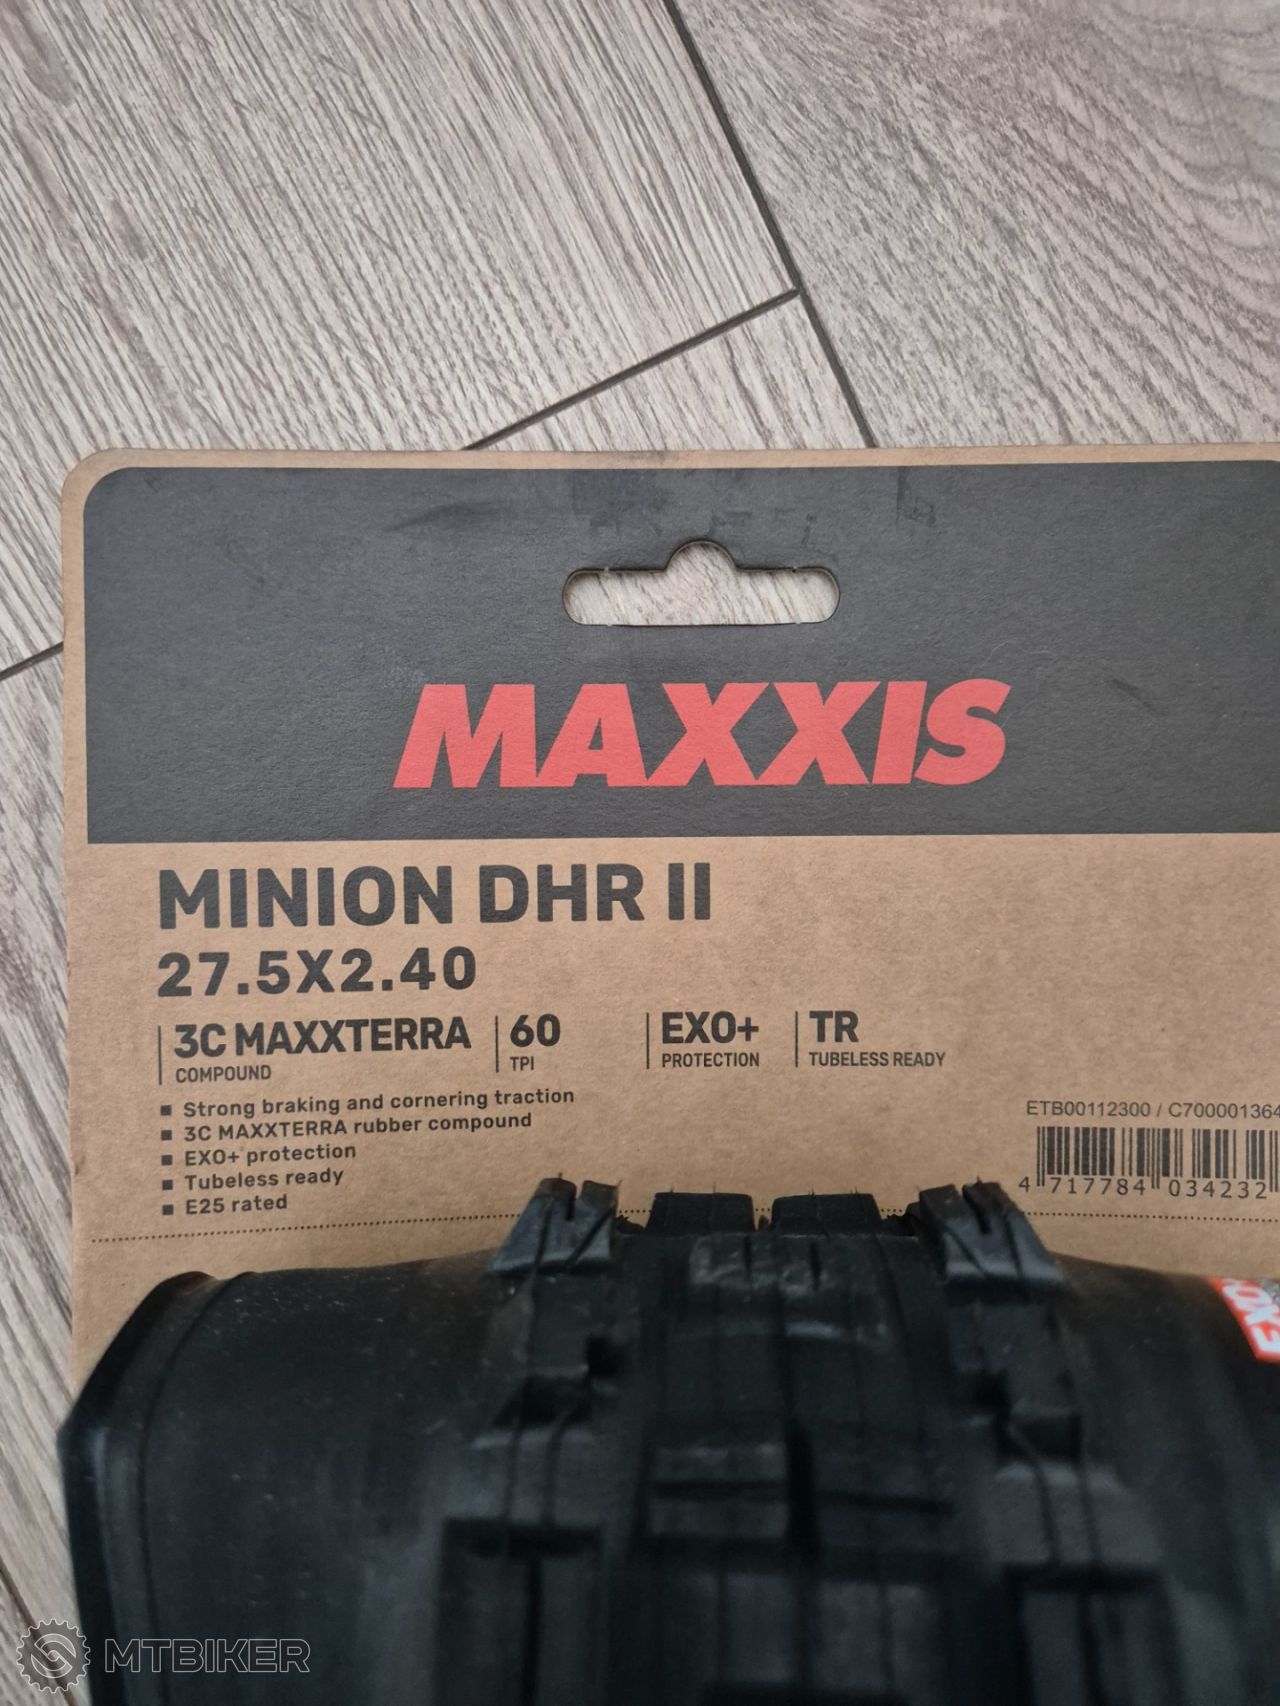 MAXXIS
MINION DHR II
27.5X2.40
3C MAXXTERRA
COMPOUND
60
TPI
EXO+
PROTECTION
TR
TUBELESS READY
▪ Strong braking and cornering traction
▪ 3C MAXXTERRA rubber compound
▪ EXO+ protection
▪ Tubeless ready
▪ E25 rated
ETB00112300 / C700001364
4 717784 034232
EXO
MTBIKER